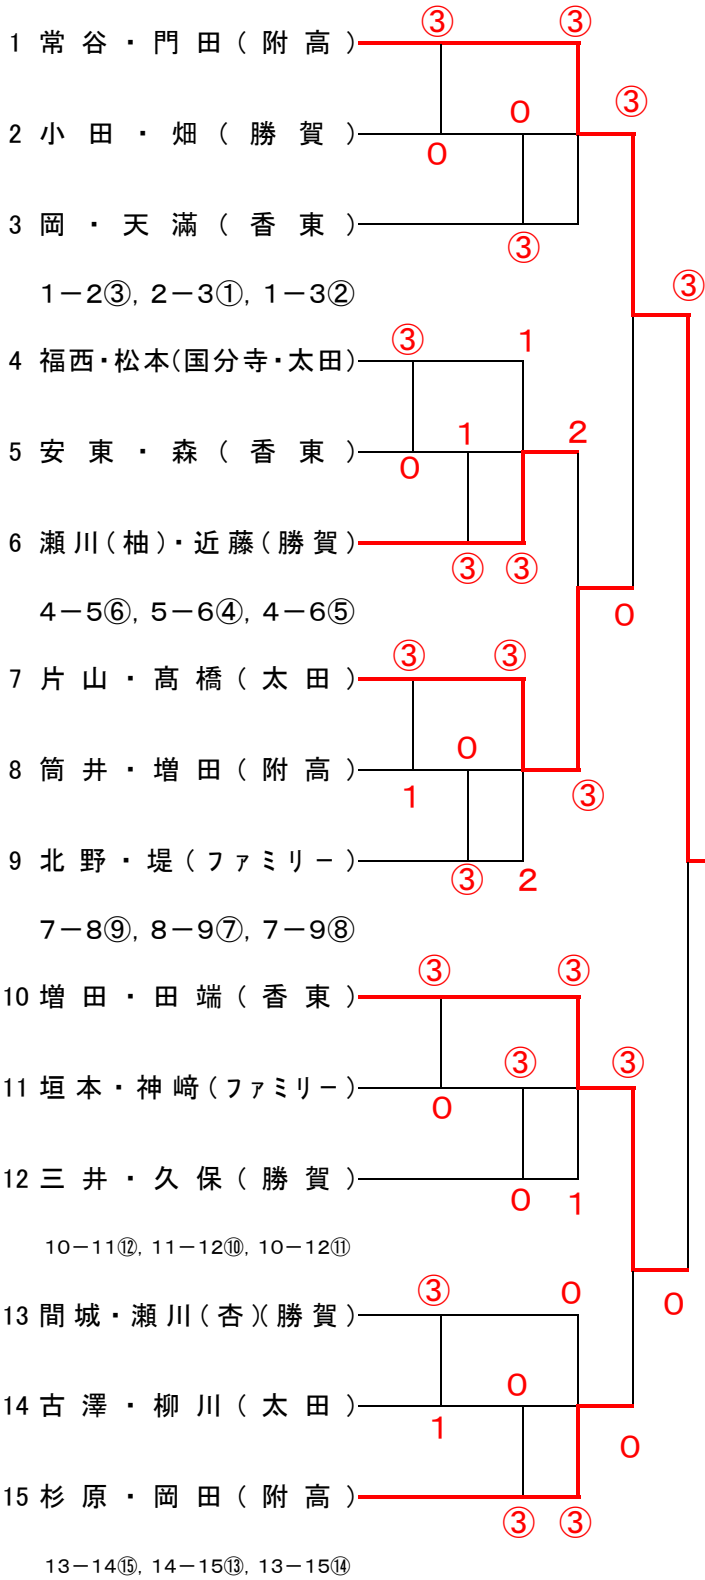 ③ ③
1 常谷・門田(附高)
③
0
2 小田・畑(勝賀)
0
3 岡・天満(香東)
③
③
1－2③, 2－3①, 1－3②
③ 1
4 福西・松本(国分寺・太田)
1 2
5 安東・森(香東)
0
6 瀬川(柚)・近藤(勝賀)
③ ③
4－5⑥, 5－6④, 4－6⑤
0
③ ③
7 片山・髙橋(太田)
0
8 筒井・増田(附高)
1 ③
9 北野・堤(ファミリー)
③ 2
7－8⑨, 8－9⑦, 7－9⑧
③ ③
10 増田・田端(香東)
③ ③
11 垣本・神﨑(ファミリー)
0
12 三井・久保(勝賀)
0 1
10－11⑫, 11－12⑩, 10－12⑪
③ 0 0
13 間城・瀬川(杏)(勝賀)
0
14 古澤・柳川(太田)
1 0
15 杉原・岡田(附高)
③ ③
13－14⑮, 14－15⑬, 13－15⑭